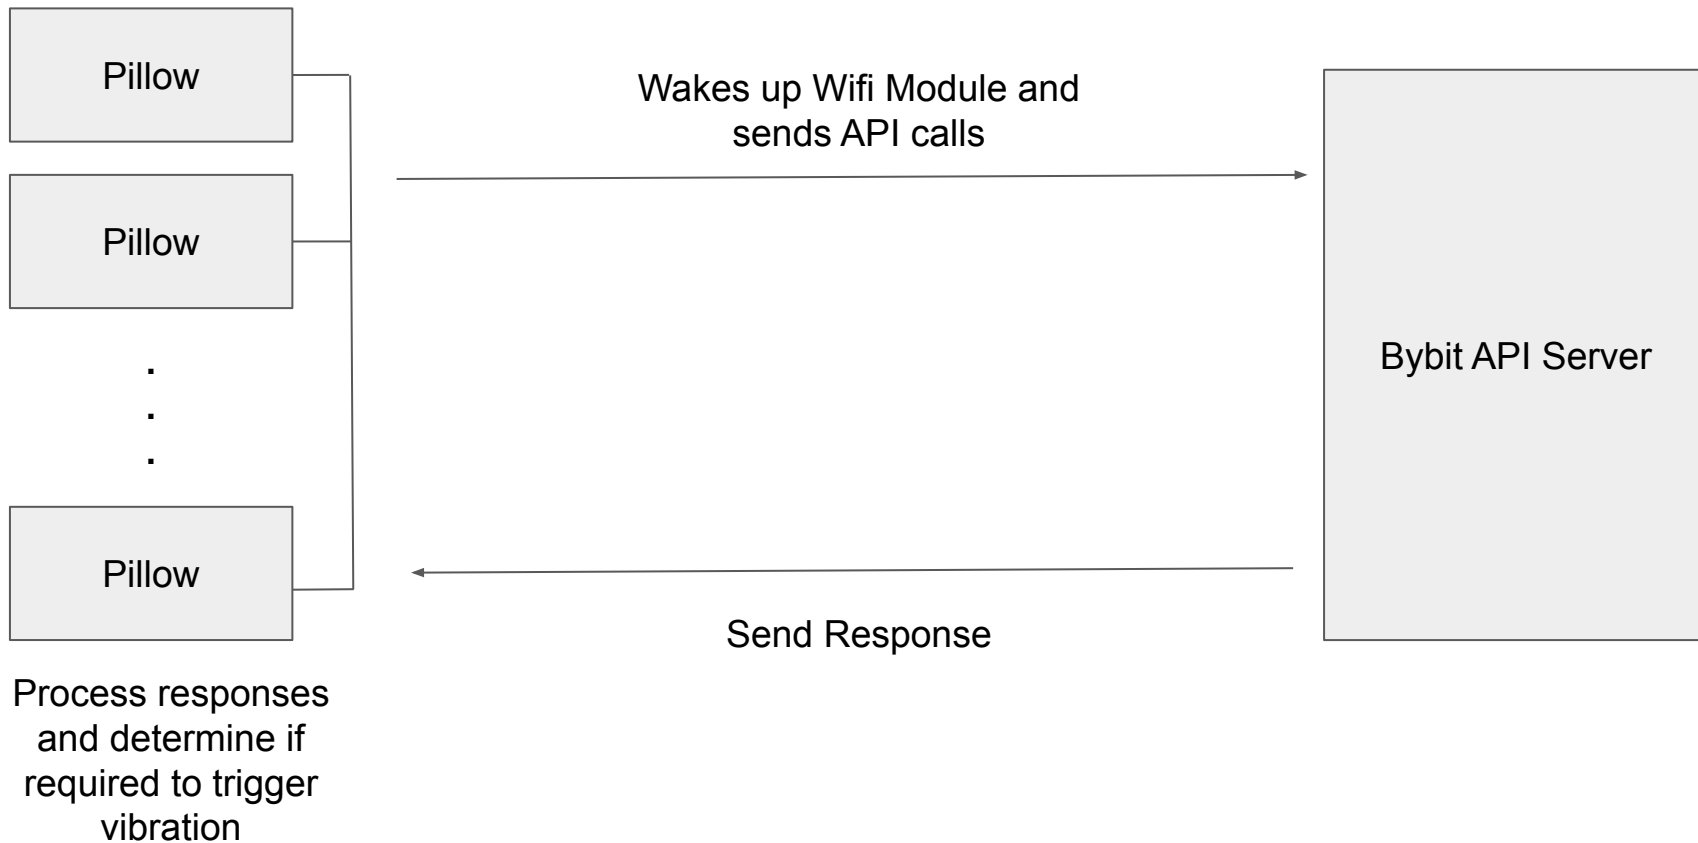 Pillow
Wakes up Wifi Module and
sends API calls
Pillow
Bybit API Server
.
.
.
Pillow
Send Response
Process responses
and determine if
required to trigger
vibration